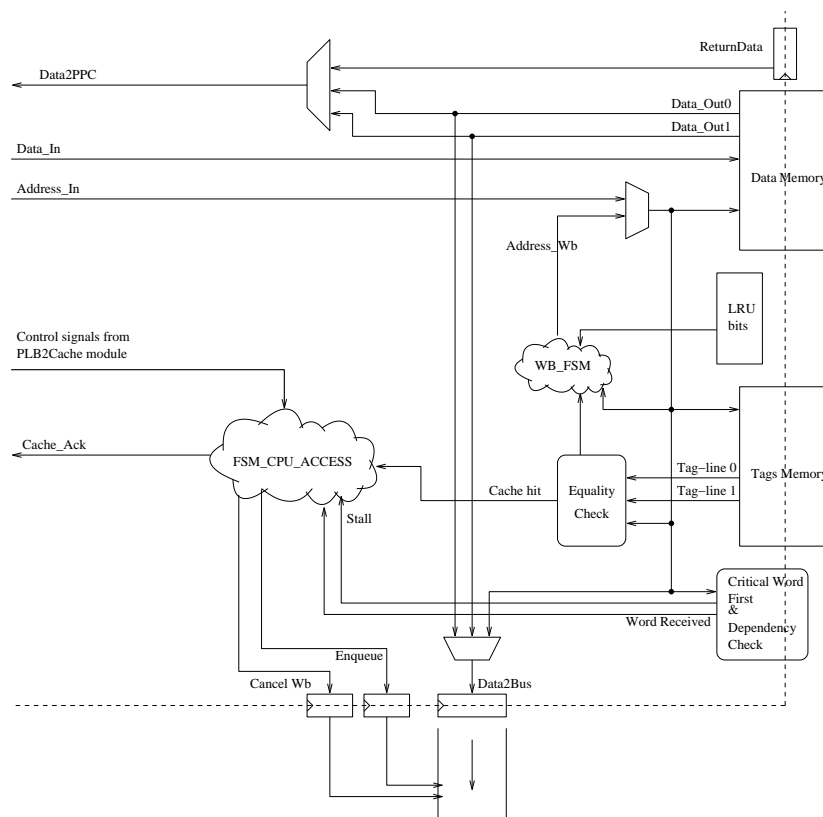 ReturnData
Data2PPC
Data_Out0
Data_Out1
Data_In
Data Memory
Address_In
Address_Wb
LRU
bits
Control signals from
PLB2Cache module
WB_FSM
Cache_Ack
FSM_CPU_ACCESS
Tag-line 0
Tags Memory
Cache hit
Equality
Check
Tag-line 1
Stall
Critical Word
First
&
Dependency
Check
Word Received
Enqueue
Cancel Wb
Data2Bus